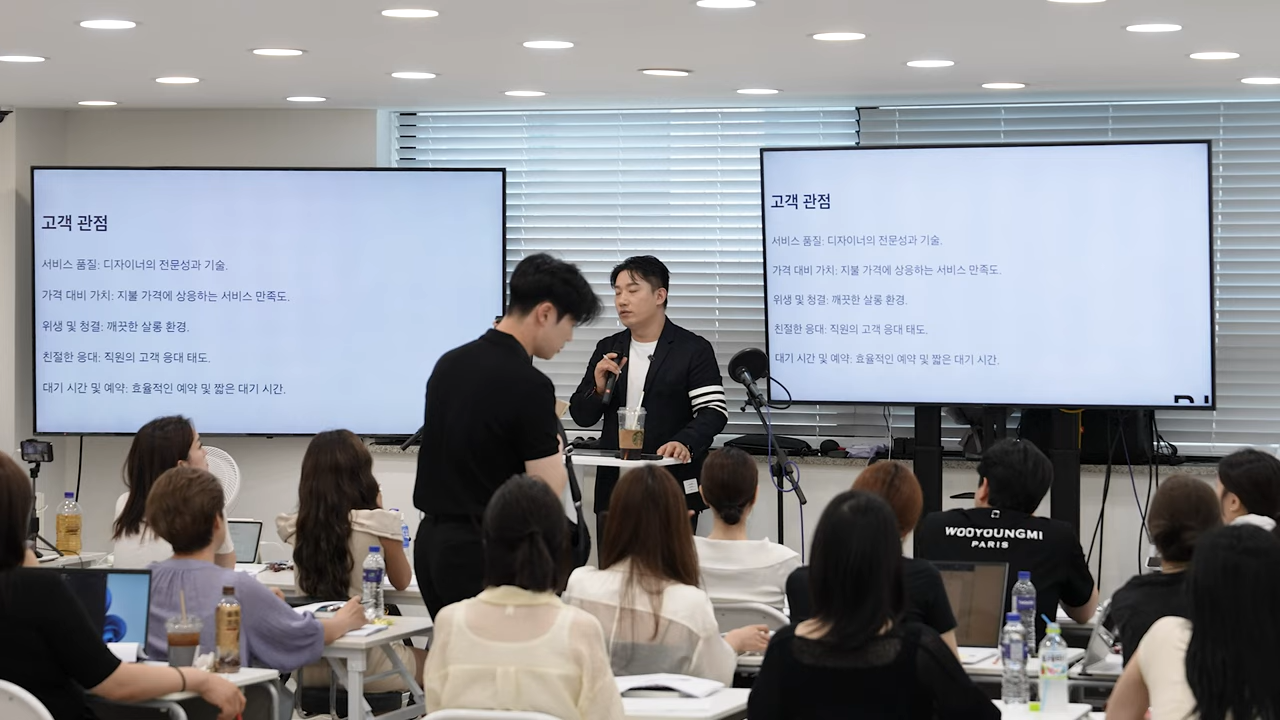 고객 관점
서비스 품질: 디자이너의 전문성과 기술.
가격 대비 가치: 지불 가격에 상응하는 서비스 만족도.
위생 및 청결: 깨끗한 살롱 환경.
친절한 응대: 직원의 고객 응대 태도.
대기 시간 및 예약: 효율적인 예약 및 짧은 대기 시간.
고객 관점
서비스 품질: 디자이너의 전문성과 기술.
가격 대비 가치: 지불 가격에 상응하는 서비스 만족도.
위생 및 청결: 깨끗한 살롱 환경.
친절한 응대: 직원의 고객 응대 태도.
대기 시간 및 예약: 효율적인 예약 및 짧은 대기 시간.
WOOYOUNGMI
PARIS